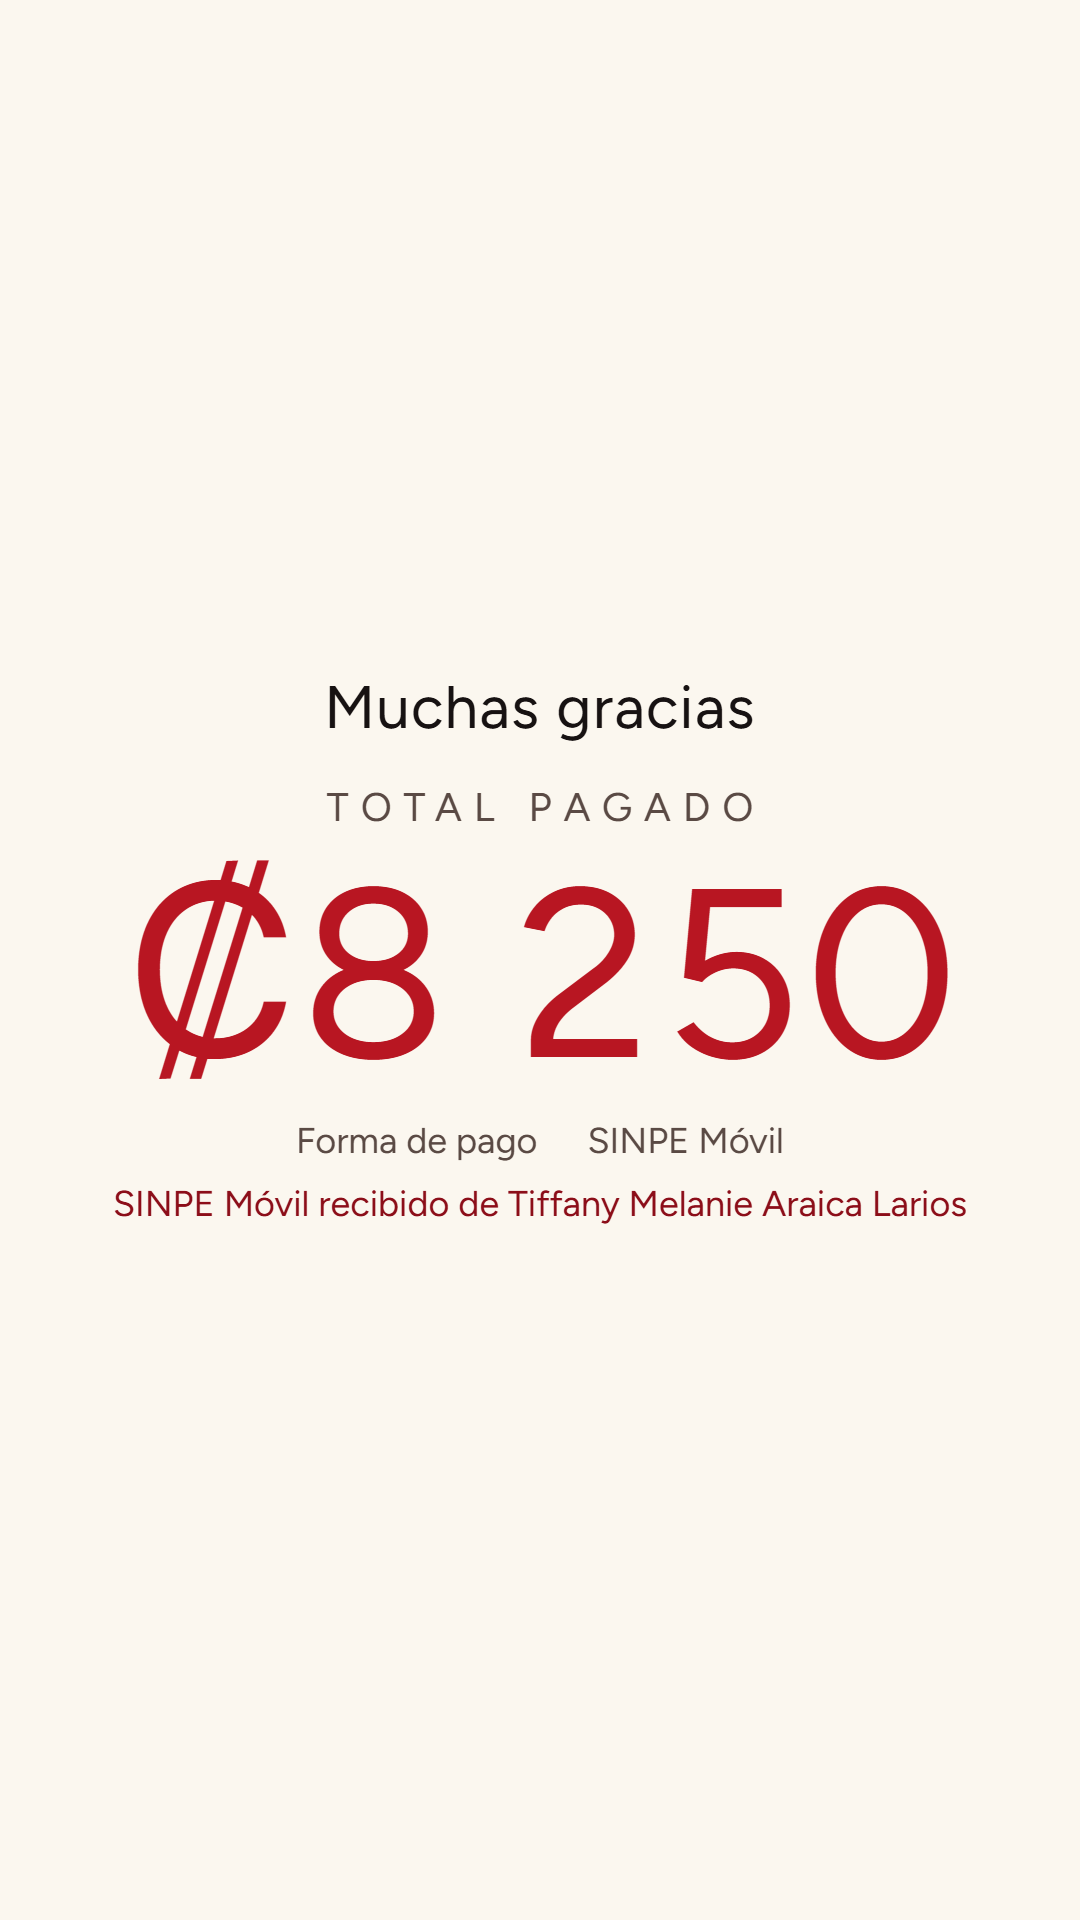 Muchas gracias
TOTAL PAGADO
₡8 250
Forma de pago SINPE Móvil
SINPE Móvil recibido de Tiffany Melanie Araica Larios